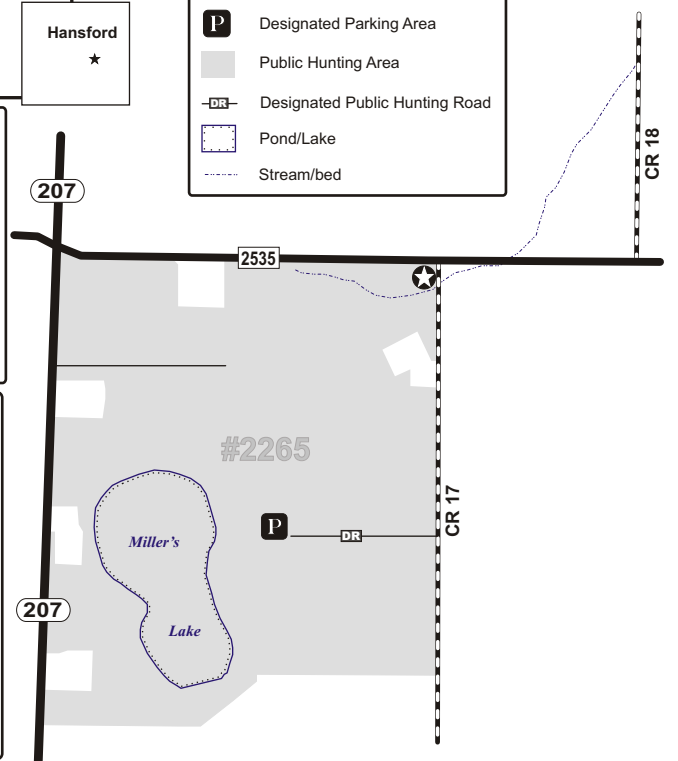 Hansford
P Designated Parking Area
Public Hunting Area
DR Designated Public Hunting Road
Pond/Lake
Stream/bed
CR 18
207
2535
#2265
CR 17
P
DR
Miller's
Lake
207